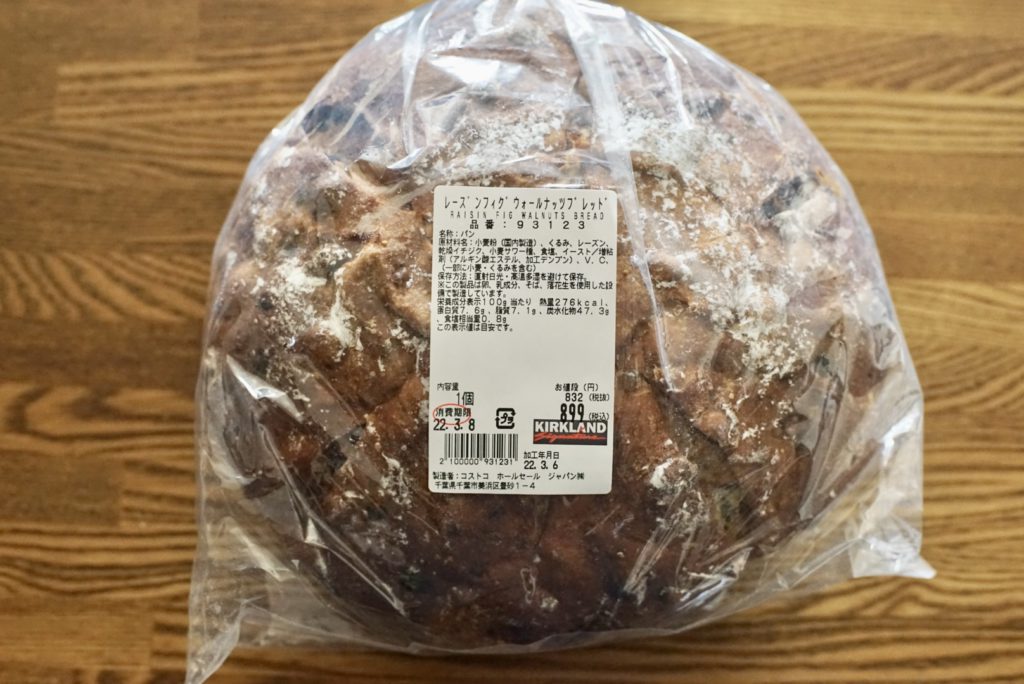 レーズンフィグウォールナッツブレッド
RAISIN FIG WALNUTS BREAD
品番:93123
名称:パン
原材料名:小麦粉(国内製造)、くるみ、レーズン、
乾燥イチジク、小麦サワー種、食塩、イースト/増粘
剤(アルギン酸エステル、加工デンプン)、V.C、
(一部に小麦・くるみを含む)
保存方法:直射日光・高温多湿を避けて保存。
※この製品は卵、乳成分、そば、落花生を使用した設
備で製造しています。
栄養成分表示100g当たり 熱量276kcal、
蛋白質7.6g、脂質7.1g、炭水化物47.3g
、食塩相当量0.8g
この表示値は目安です。
内容量 お値段(円)
1個 832(税抜)
消費期限 899(税込)
22.3.8 プラ
KIRKLAND
Signature
加工年月日
2 100000 931231 22.3.6
製造者:コストコ ホールセール ジャパン㈱
千葉県千葉市美浜区豊砂1-4